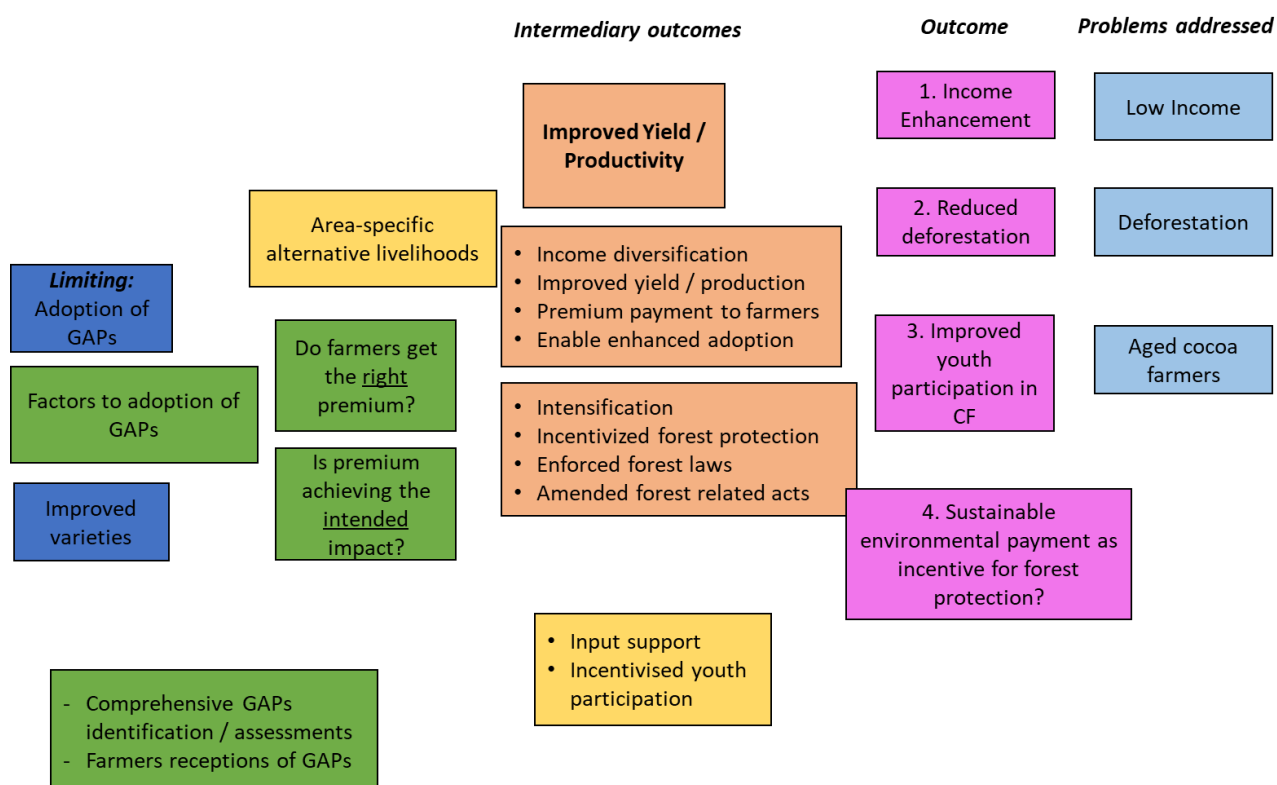 Intermediary outcomes
Outcome
Problems addressed
Improved Yield /
Productivity
1. Income
Enhancement
Low Income
Area-specific
alternative livelihoods
2. Reduced
deforestation
Deforestation
• Income diversification
• Improved yield / production
• Premium payment to farmers
• Enable enhanced adoption
Limiting:
Adoption of
GAPs
Do farmers get
the right
premium?
3. Improved
youth
participation in
CF
Aged cocoa
farmers
Factors to adoption of
GAPs
• Intensification
• Incentivized forest protection
• Enforced forest laws
• Amended forest related acts
Is premium
achieving the
intended
impact?
Improved
varieties
4. Sustainable
environmental payment as
incentive for forest
protection?
• Input support
• Incentivised youth
participation
- Comprehensive GAPs
identification / assessments
- Farmers receptions of GAPs